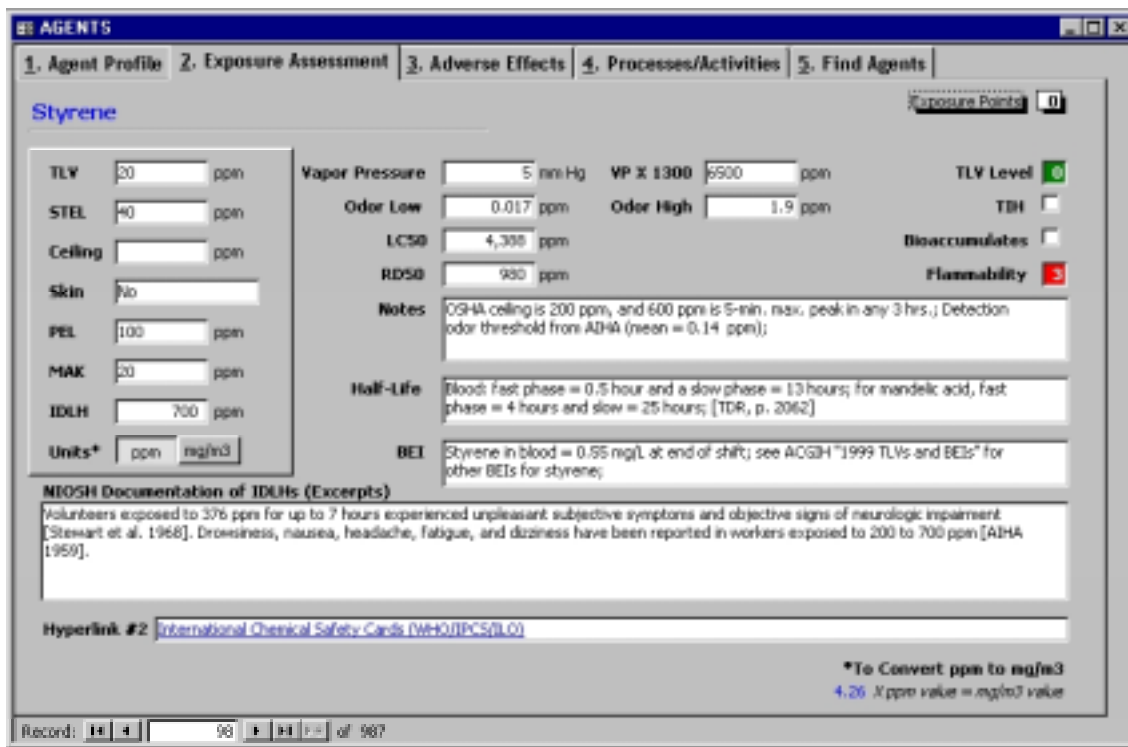 AGENTS
1. Agent Profile 2. Exposure Assessment 3. Adverse Effects 4. Processes/Activities 5. Find Agents
Exposure Points 0
Styrene
TLV 20 ppm Vapor Pressure 5 mm Hg VP X 1300 6500 ppm TLV Level 0
STEL 40 ppm Odor Low 0.017 ppm Odor High 1.9 ppm TIH
Ceiling ppm LC50 4,388 ppm Bioaccumulates
Skin No RD50 980 ppm Flammability 3
PEL 100 ppm
MAK 20 ppm
IDLH 700 ppm
Units* ppm mg/m3
Notes OSHA ceiling is 200 ppm, and 600 ppm is 5-min. max. peak in any 3 hrs.; Detection
odor threshold from AIHA (mean = 0.14 ppm);
Half-Life Blood: fast phase = 0.5 hour and a slow phase = 13 hours; for mandelic acid, fast
phase = 4 hours and slow = 25 hours; [TDR, p. 2062]
BEI Styrene in blood = 0.55 mg/L at end of shift; see ACGIH "1999 TLVs and BEIs" for
other BEIs for styrene;
NIOSH Documentation of IDLHs (Excerpts)
Volunteers exposed to 376 ppm for up to 7 hours experienced unpleasant subjective symptoms and objective signs of neurologic impairment
[Stewart et al. 1968]. Drowsiness, nausea, headache, fatigue, and dizziness have been reported in workers exposed to 200 to 700 ppm [AIHA
1959].
Hyperlink #2 International Chemical Safety Cards (WHO/IPCS/ILO)
*To Convert ppm to mg/m3
4.26 X ppm value = mg/m3 value
Record: 98 of 987